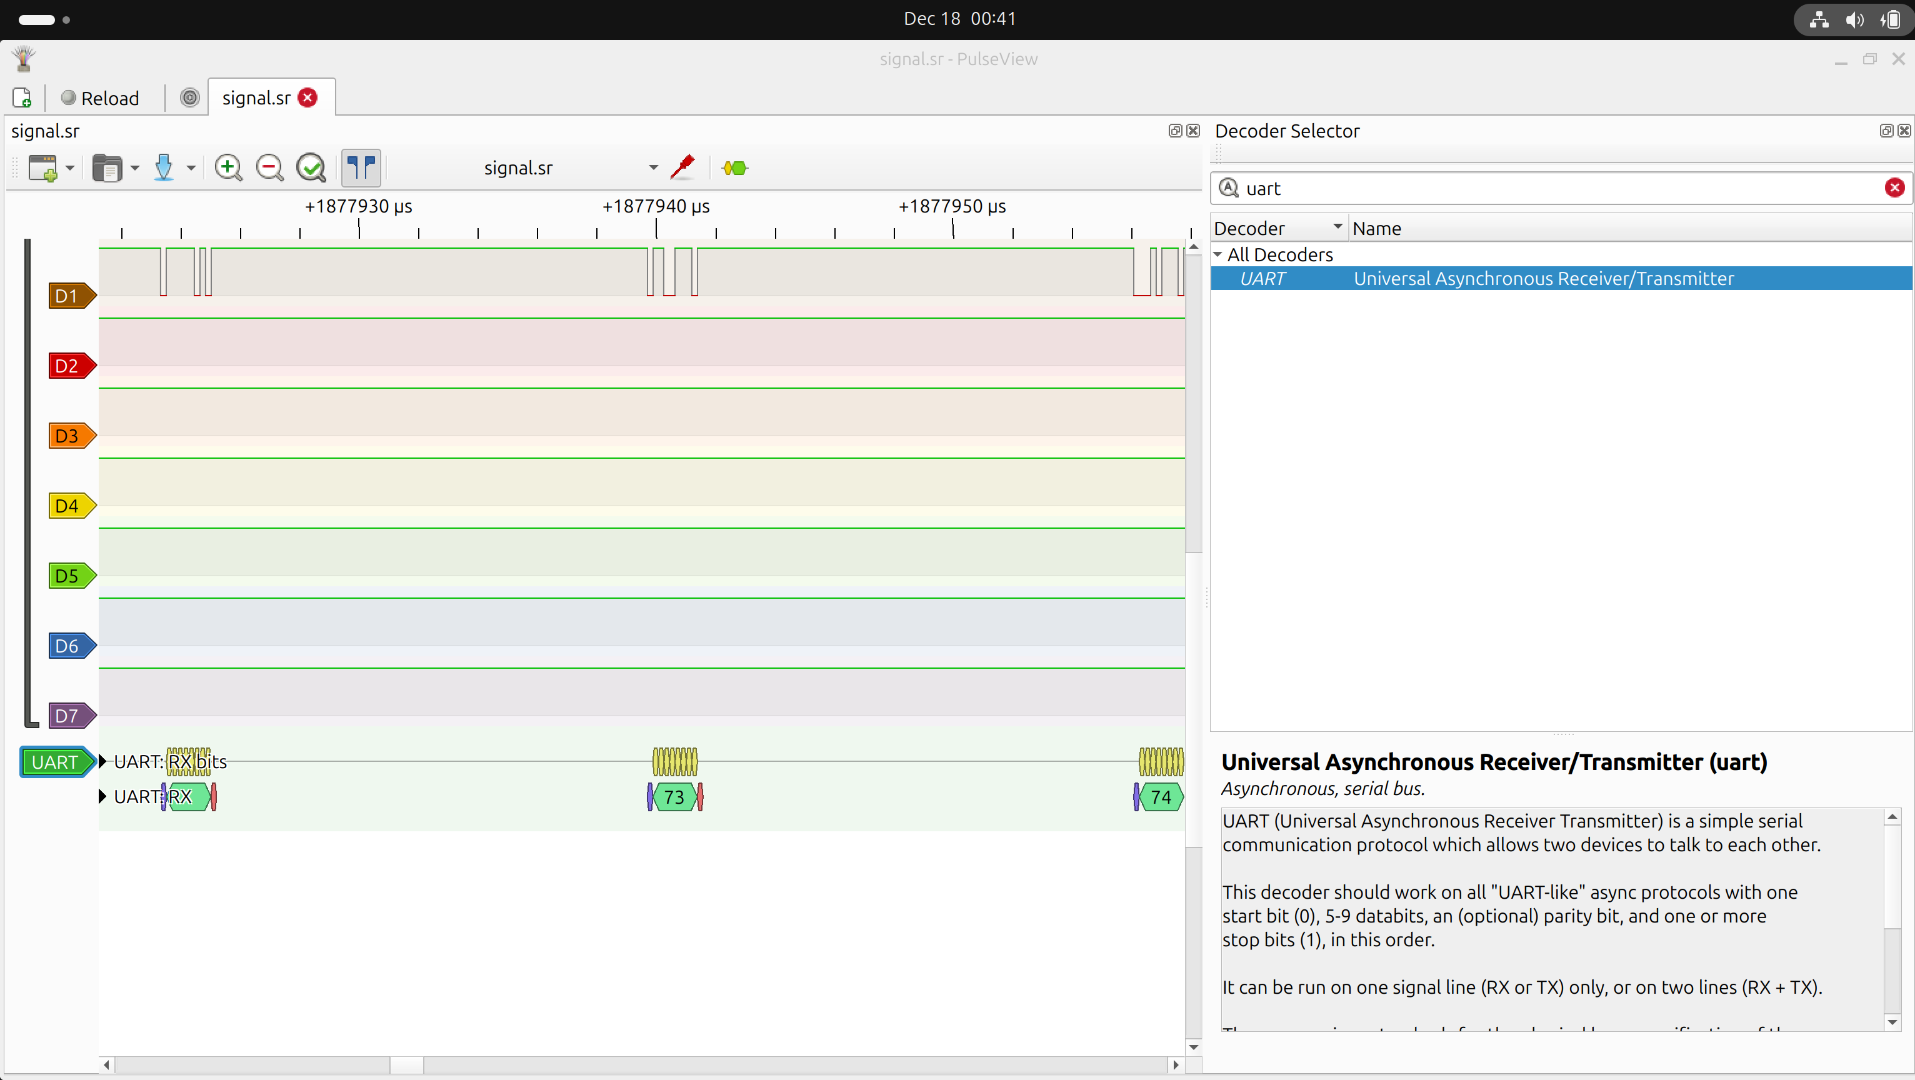 Dec 18 00:41
signal.sr - PulseView
Reload
signal.sr
signal.sr
Decoder Selector
signal.sr
uart
+1877930 µs
+1877940 µs
+1877950 µs
Decoder
Name
All Decoders
UART
Universal Asynchronous Receiver/Transmitter
D1
D2
D3
D4
D5
D6
D7
UART
UART: RX bits
UART: RX
73
74
Universal Asynchronous Receiver/Transmitter (uart)
Asynchronous, serial bus.
UART (Universal Asynchronous Receiver Transmitter) is a simple serial
communication protocol which allows two devices to talk to each other.
This decoder should work on all "UART-like" async protocols with one
start bit (0), 5-9 databits, an (optional) parity bit, and one or more
stop bits (1), in this order.
It can be run on one signal line (RX or TX) only, or on two lines (RX + TX).